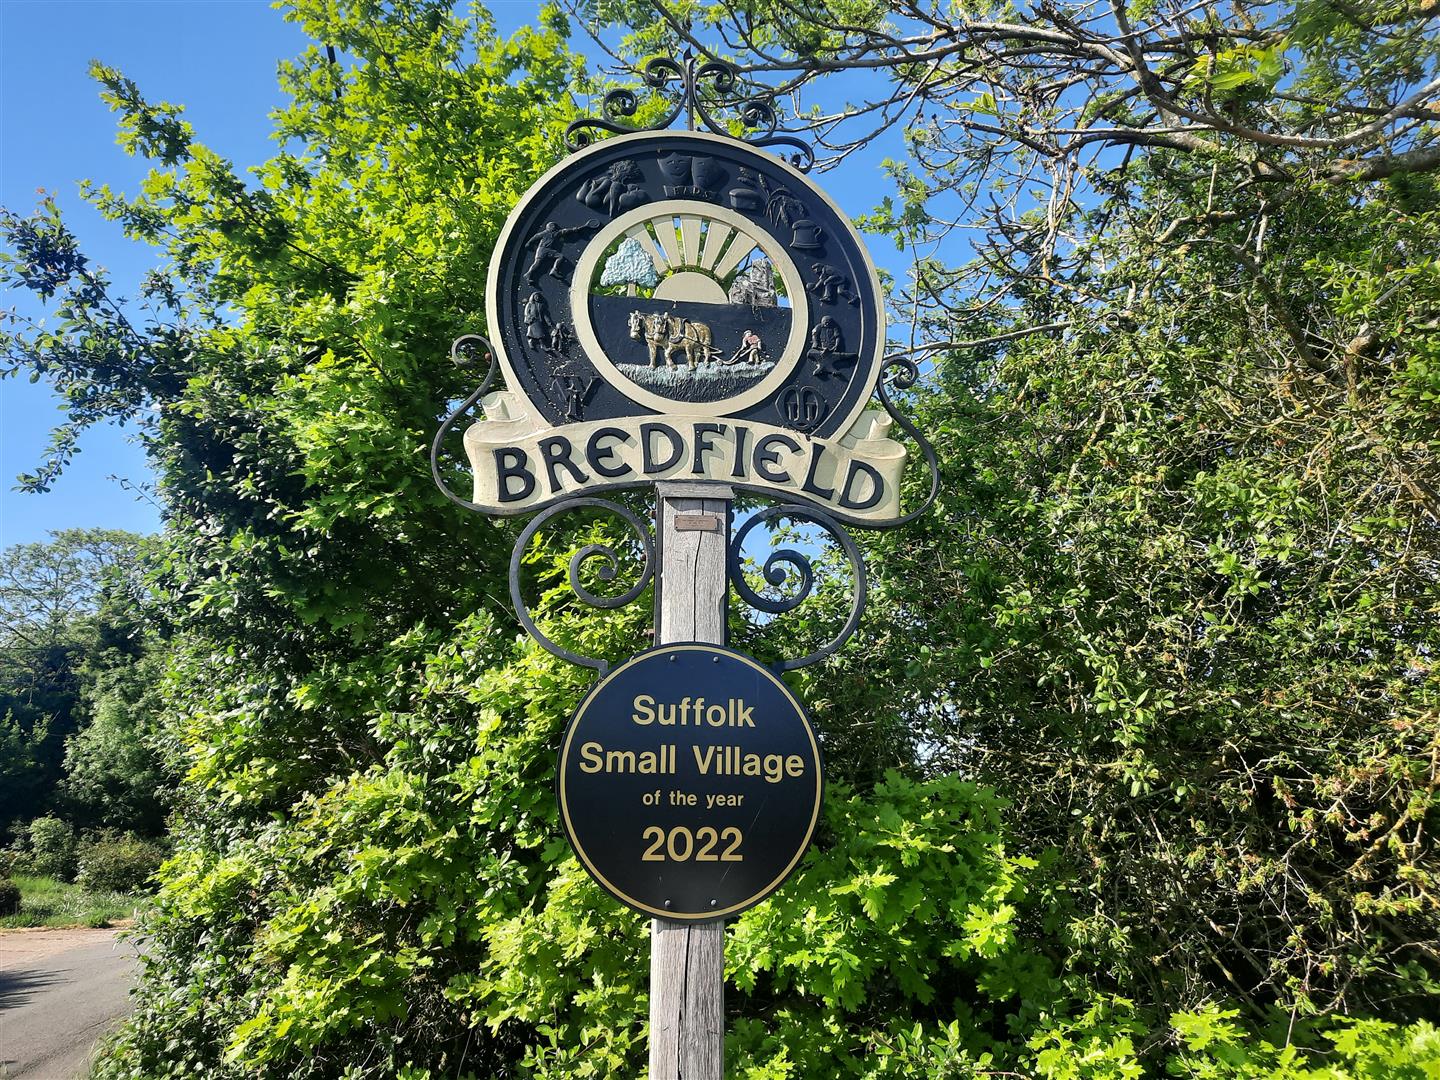 BREDFIELD
Suffolk
Small Village
of the year
2022